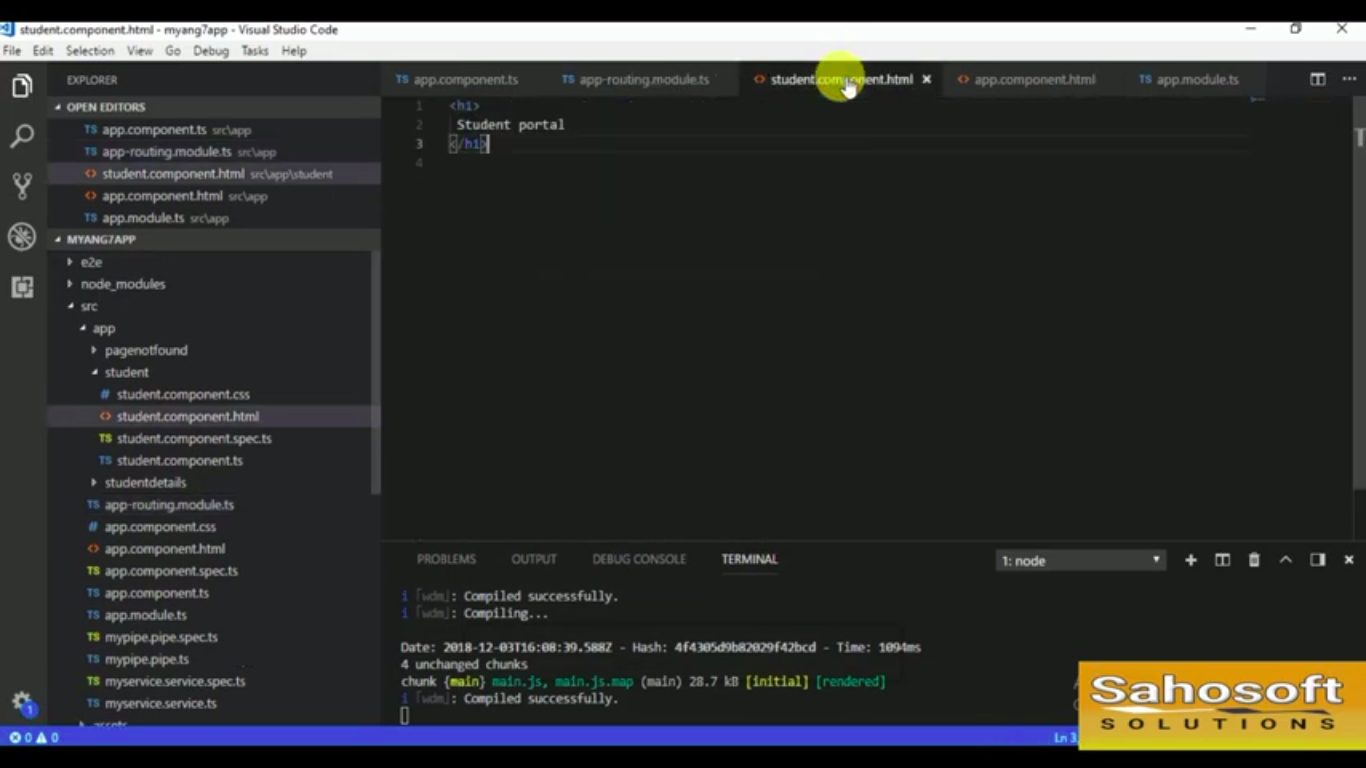 student.component.html - myang7app - Visual Studio Code
File Edit Selection View Go Debug Tasks Help
EXPLORER
OPEN EDITORS
TS app.component.ts src\app
TS app-routing.module.ts src\app
<> student.component.html src\app\student
<> app.component.html src\app
TS app.module.ts src\app
MYANG7APP
e2e
node_modules
src
app
pagenotfound
student
# student.component.css
<> student.component.html
TS student.component.spec.ts
TS student.component.ts
studentdetails
TS app-routing.module.ts
# app.component.css
<> app.component.html
TS app.component.spec.ts
TS app.component.ts
TS app.module.ts
TS mypipe.pipe.spec.ts
TS mypipe.pipe.ts
TS myservice.service.spec.ts
TS myservice.service.ts
assets
TS app.component.ts TS app-routing.module.ts <> student.component.html <> app.component.html TS app.module.ts
1 <h1>
2 Student portal
3 </h1>
4
PROBLEMS OUTPUT DEBUG CONSOLE TERMINAL 1: node
i ｢wdm｣: Compiled successfully.
i ｢wdm｣: Compiling...
Date: 2018-12-03T16:08:39.588Z - Hash: 4f4305d9b82029f42bcd - Time: 1094ms
4 unchanged chunks
chunk {main} main.js, main.js.map (main) 28.7 kB [initial] [rendered]
i ｢wdm｣: Compiled successfully.
1
0 0
Ln 3,
Sahosoft
SOLUTIONS